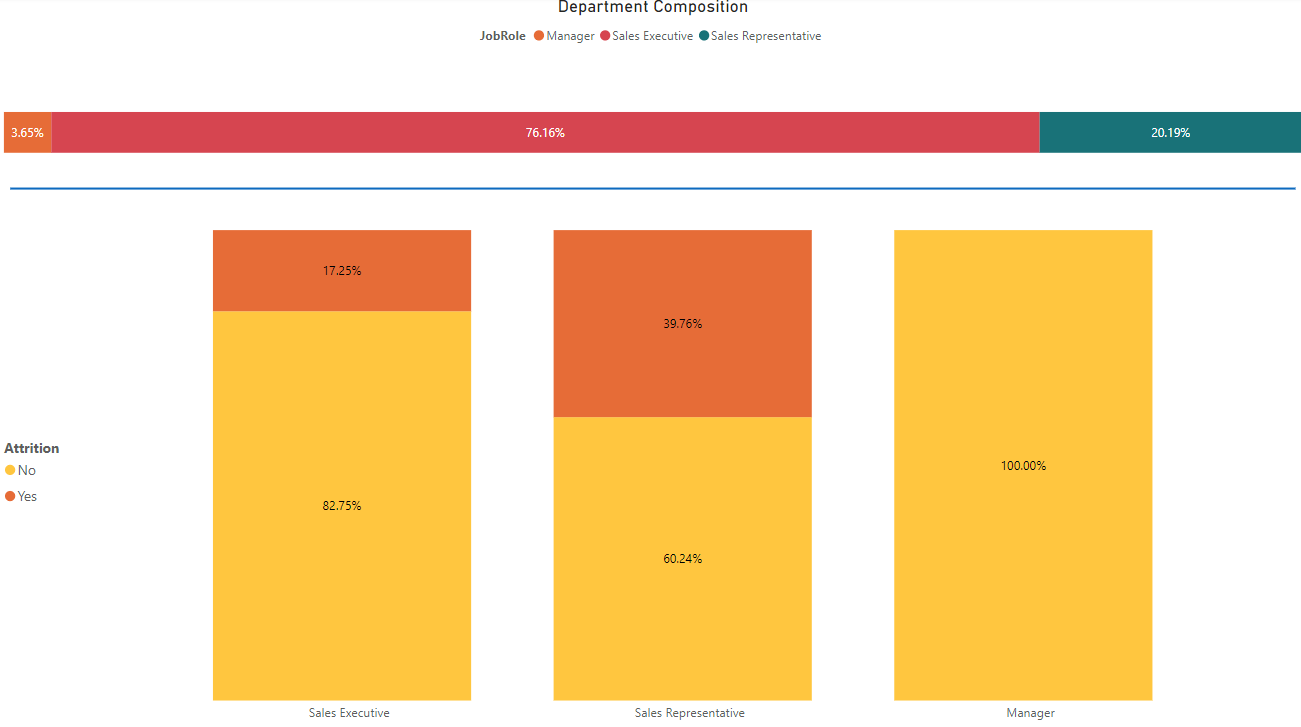 Department Composition
JobRole Manager Sales Executive Sales Representative
3.65% 76.16% 20.19%
17.25%
39.76%
100.00%
Attrition
No
Yes
82.75%
60.24%
Sales Executive Sales Representative Manager